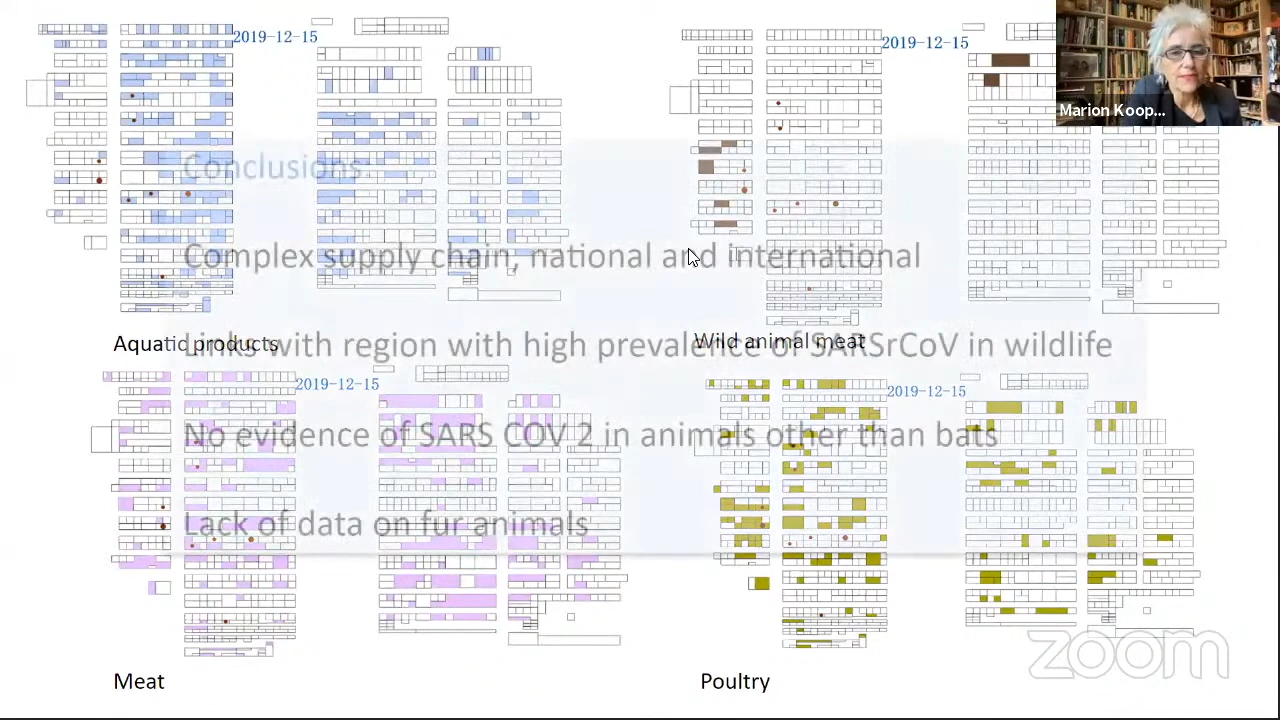 2019-12-15
2019-12-15
Marion Koop...
Conclusions:
Complex supply chain, national and internationa
Aquatic products
Wild animal meat
Links with region with high prevalence of SARSrCoV in wildlife
2019-12-15
2019-12-15
No evidence of SARS COV 2 in animals other than bats
Lack of data on fur animals
zoom
Meat
Poultry